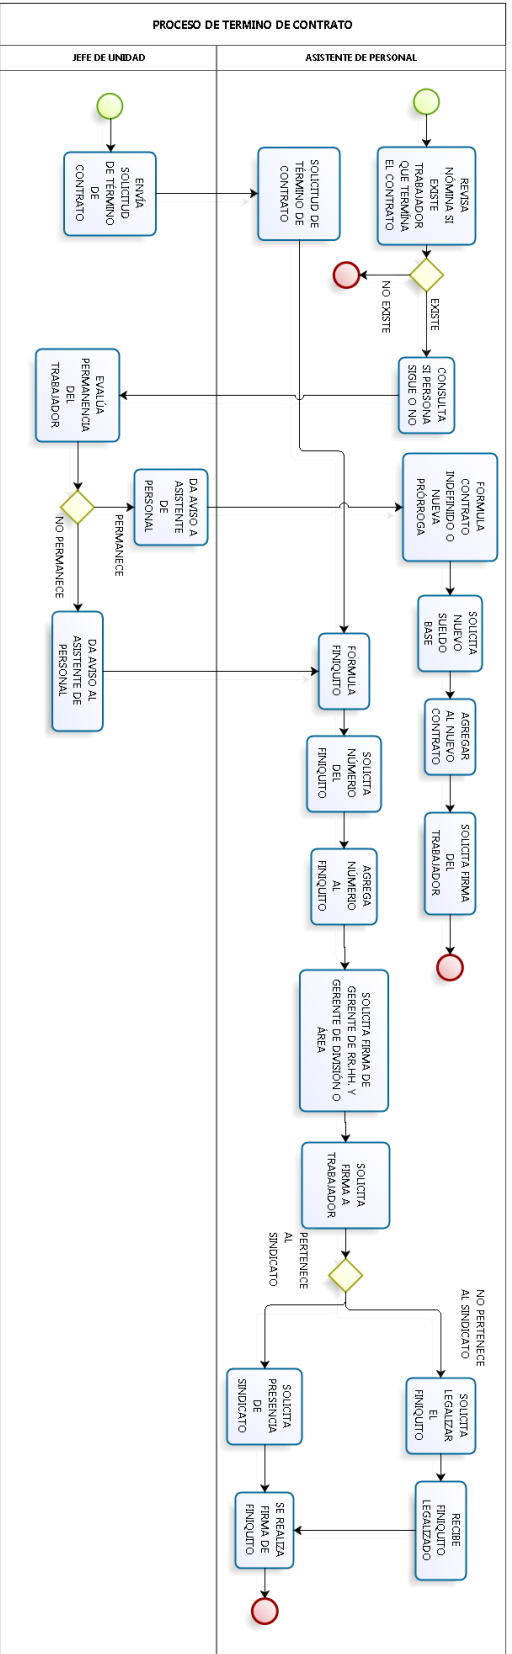 PROCESO DE TERMINO DE CONTRATO
JEFE DE UNIDAD
ASISTENTE DE PERSONAL
ENVÍA
SOLICITUD
DE TÉRMINO
DE
CONTRATO
SOLICITUD DE
TÉRMINO DE
CONTRATO
REVISA
NÓMINA SI
EXISTE
TRABAJADOR
QUE TERMÍNA
EL CONTRATO
NO EXISTE
EXISTE
CONSULTA
SI PERSONA
SIGUE O NO
EVALÚA
PERMANENCIA
DEL
TRABAJADOR
NO PERMANECE
PERMANECE
DA AVISO A
ASISTENTE
DE
PERSONAL
FORMULA
CONTRATO
INDEFINIDO O
NUEVA
PRÓRROGA
SOLICITA
NUEVO
SUELDO
BASE
AGREGAR
AL NUEVO
CONTRATO
SOLICITA FIRMA
DEL
TRABAJADOR
DA AVISO AL
ASISTENTE DE
PERSONAL
FORMULA
FINIQUITO
SOLICITA
NÚMERIO
DEL
FINIQUITO
AGREGA
NÚMERIO
AL
FINIQUITO
SOLICITA FIRMA DE
GERENTE DE RR.HH. Y
GERENTE DE DIVISIÓN O
ÁREA
SOLICITA
FIRMA A
TRABAJADOR
PERTENECE
AL
SINDICATO
NO PERTENECE
AL SINDICATO
SOLICITA
PRESENCIA
DE
SINDICATO
SOLICITA
LEGALIZAR
EL
FINIQUITO
RECIBE
FINIQUITO
LEGALIZADO
SE REALIZA
FIRMA DE
FINIQUITO